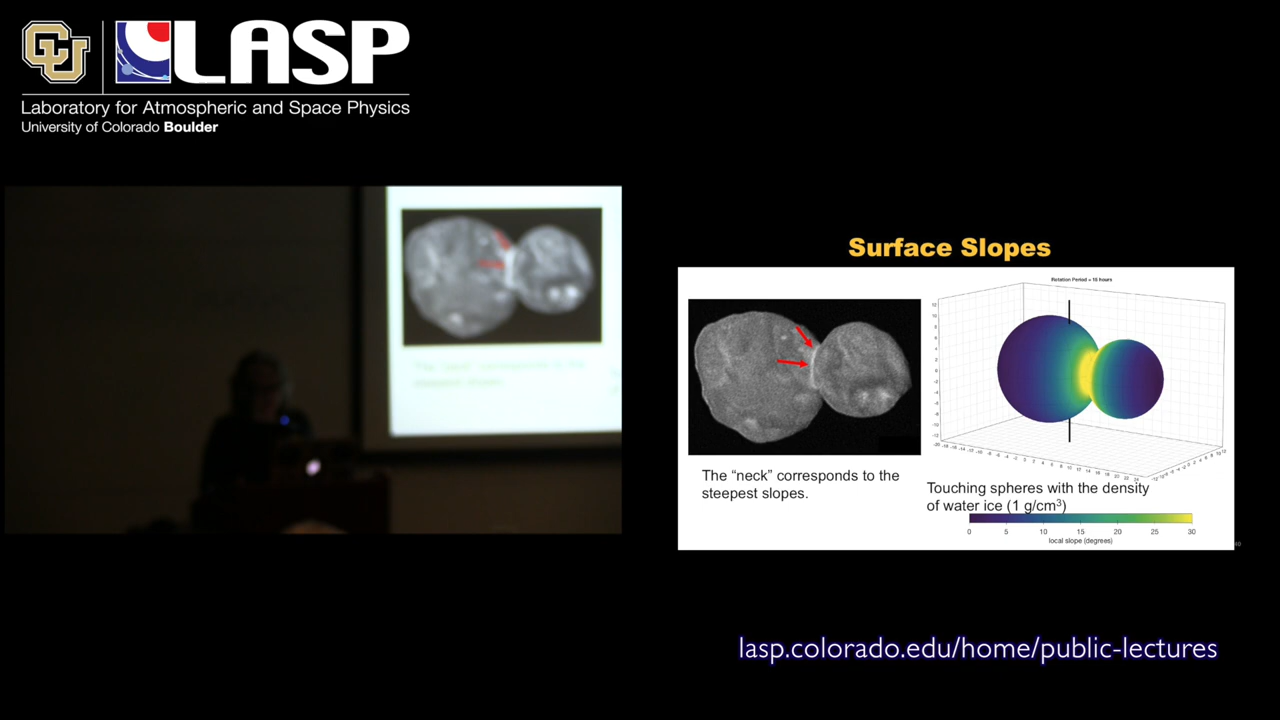 CU
LASP
Laboratory for Atmospheric and Space Physics
University of Colorado Boulder
Surface Slopes
Rotation Period = 16 hours
The “neck” corresponds to the
steepest slopes.
Touching spheres with the density
of water ice (1 g/cm³)
0 5 10 15 20 25 30
local slope (degrees)
lasp.colorado.edu/home/public-lectures